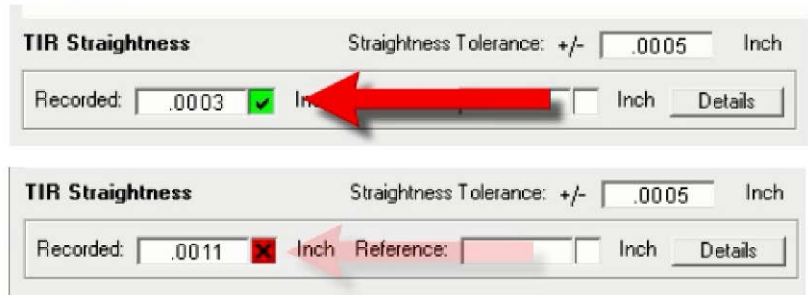 TIR Straightness Straightness Tolerance: +/- .0005 Inch
Recorded: .0003 Inch Details
TIR Straightness Straightness Tolerance: +/- .0005 Inch
Recorded: .0011 Inch Reference: Inch Details